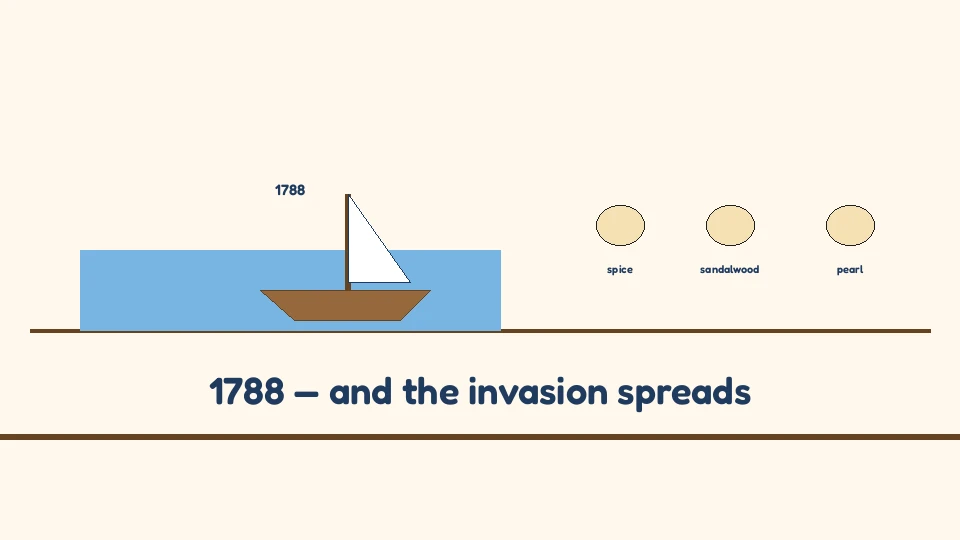 1788
spice
sandalwood
pearl
1788 — and the invasion spreads